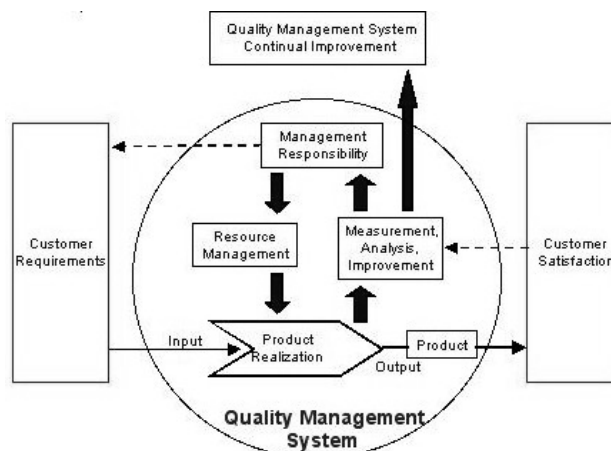 Quality Management System
Continual Improvement
Management
Responsibility
Customer
Requirements
Resource
Management
Measurement,
Analysis,
Improvement
Customer
Satisfaction
Input
Product
Realization
Output
Product
Quality Management
System